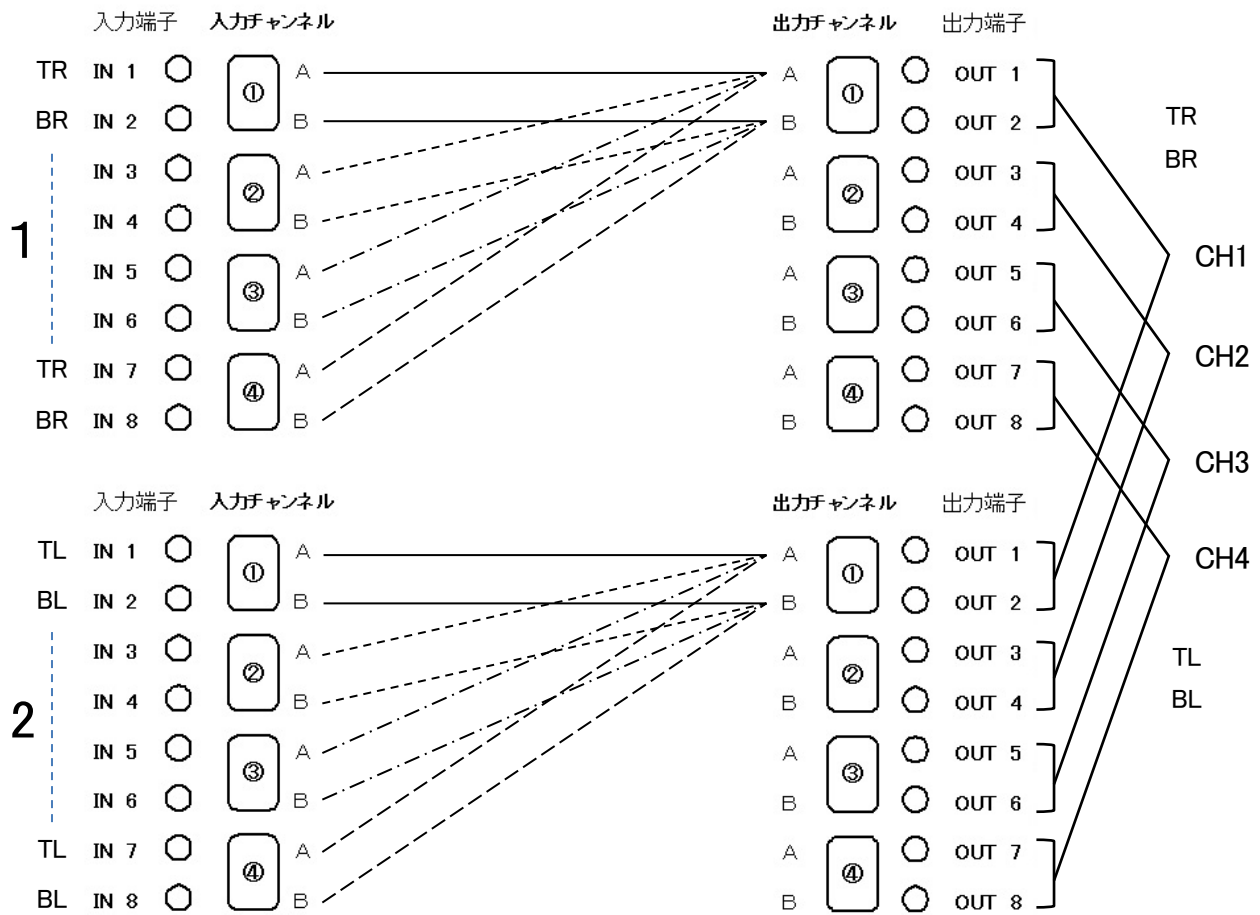 入力端子 入力チャンネル 出力チャンネル 出力端子
TR IN 1 ① A A ① OUT 1
BR IN 2 B B OUT 2 TR
BR
IN 3 ② A A ② OUT 3
IN 4 B B OUT 4
1
CH1
IN 5 ③ A A ③ OUT 5
IN 6 B B OUT 6
CH2
TR IN 7 ④ A A ④ OUT 7
BR IN 8 B B OUT 8
CH3
入力端子 入力チャンネル 出力チャンネル 出力端子
TL IN 1 ① A A ① OUT 1 CH4
BL IN 2 B B OUT 2
IN 3 ② A A ② OUT 3 TL
IN 4 B B OUT 4 BL
2
IN 5 ③ A A ③ OUT 5
IN 6 B B OUT 6
TL IN 7 ④ A A ④ OUT 7
BL IN 8 B B OUT 8